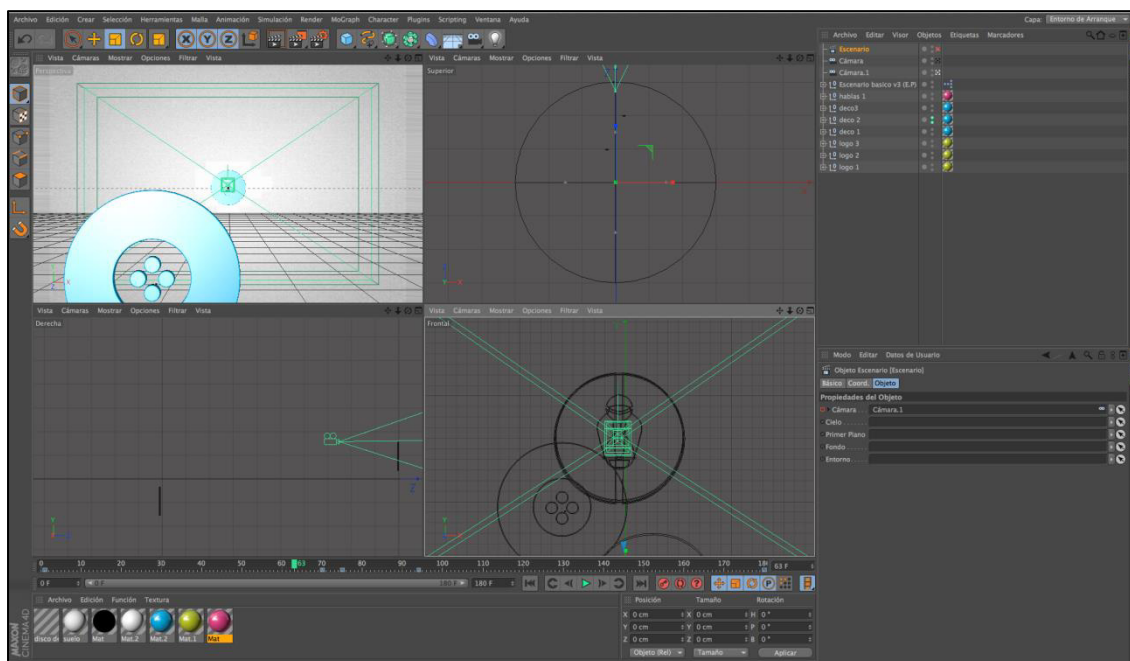 Archivo Edición Crear Selección Herramientas Malla Animación Simulación Render MoGraph Character Plugins Scripting Ventana Ayuda
Capa: Entorno de Arranque
Archivo Editar Visor Objetos Etiquetas Marcadores
Vista Cámaras Mostrar Opciones Filtrar Vista
Perspectiva
Vista Cámaras Mostrar Opciones Filtrar Vista
Superior
Escenario
Cámara
Cámara.1
Escenario basico v3 (E.P)
hablas 1
deco3
deco 2
deco 1
logo 3
logo 2
logo 1
Vista Cámaras Mostrar Opciones Filtrar Vista
Derecha
Vista Cámaras Mostrar Opciones Filtrar Vista
Frontal
Modo Editar Datos de Usuario
Objeto Escenario [Escenario]
Básico Coord. Objeto
Propiedades del Objeto
Cámara . . . Cámara.1
Cielo
Primer Plano
Fondo
Entorno
0 10 20 30 40 50 60 63 70 80 90 100 110 120 130 140 150 160 170 63 F
0 F 0 F 180 F 180 F
Archivo Edición Función Textura
disco de suelo Mat Mat.2 Mat.2 Mat.1 Mat
Posición Tamaño Rotación
X 0 cm X 0 cm H 0 °
Y 0 cm Y 0 cm P 0 °
Z 0 cm Z 0 cm B 0 °
Objeto (Rel) Tamaño Aplicar
MAXON
CINEMA 4D